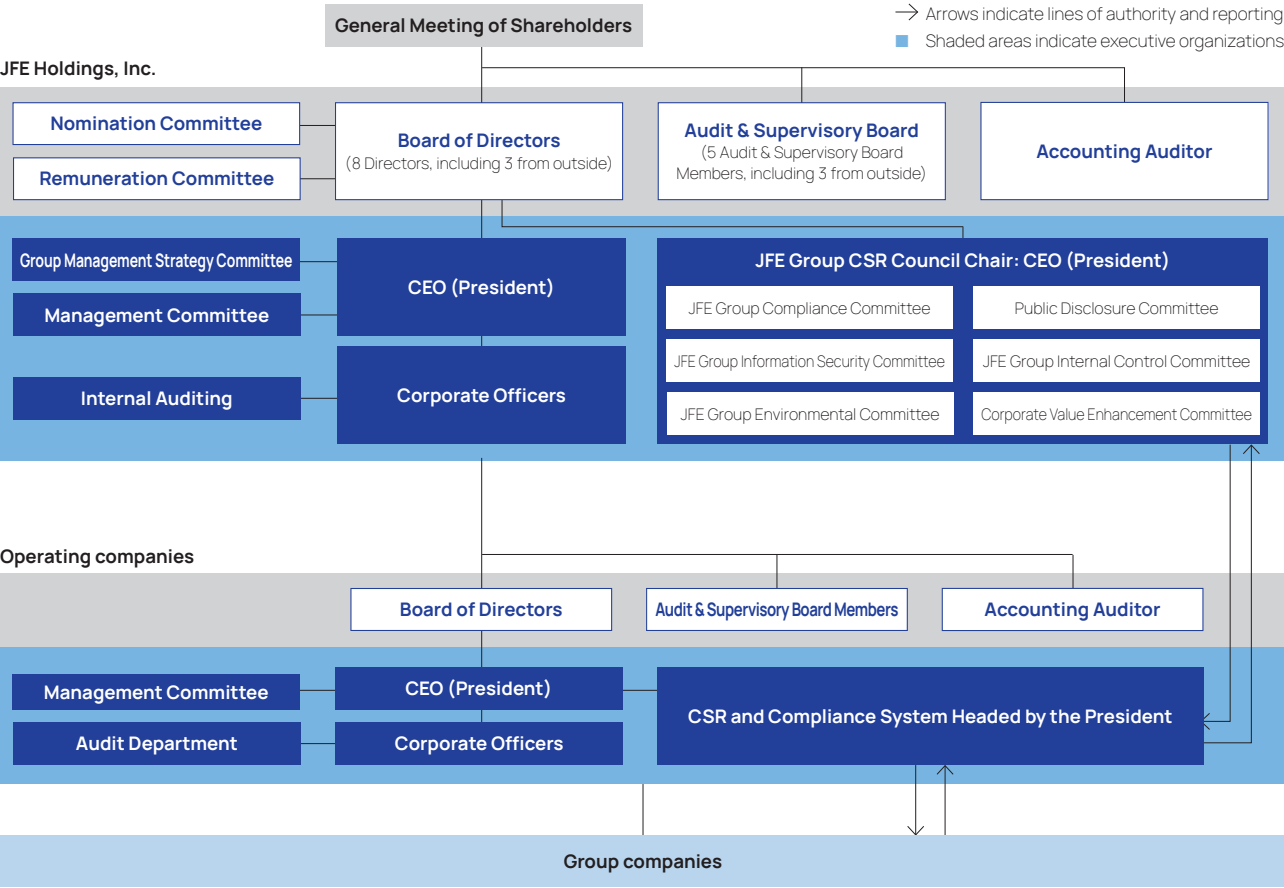 General Meeting of Shareholders
→ Arrows indicate lines of authority and reporting
Shaded areas indicate executive organizations
JFE Holdings, Inc.
Nomination Committee
Remuneration Committee
Board of Directors
(8 Directors, including 3 from outside)
Audit & Supervisory Board
(5 Audit & Supervisory Board
Members, including 3 from outside)
Accounting Auditor
Group Management Strategy Committee
Management Committee
Internal Auditing
CEO (President)
Corporate Officers
JFE Group CSR Council Chair: CEO (President)
JFE Group Compliance Committee
Public Disclosure Committee
JFE Group Information Security Committee
JFE Group Internal Control Committee
JFE Group Environmental Committee
Corporate Value Enhancement Committee
Operating companies
Board of Directors
Audit & Supervisory Board Members
Accounting Auditor
Management Committee
CEO (President)
Audit Department
Corporate Officers
CSR and Compliance System Headed by the President
Group companies